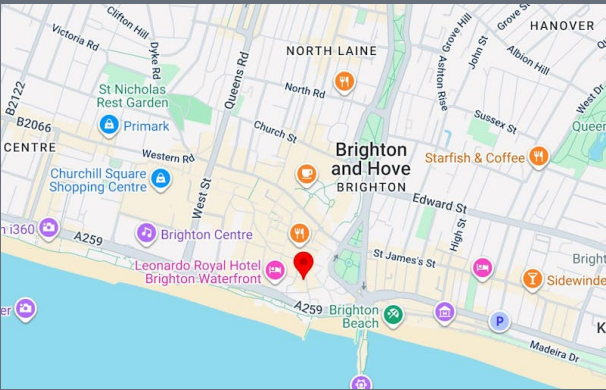 Clifton Hill
Victoria Rd
Dyke Rd
Queens Rd
NORTH LAINE
Grove Hill
Grove St
HANOVER
John St
Albion Hill
Ashton Rise
B2122
St Nicholas
Rest Garden
North Rd
West Dr
Sussex St
Queen
Primark
B2066
CENTRE
Church St
Western Rd
Brighton
and Hove
BRIGHTON
Starfish & Coffee
Churchill Square
Shopping Centre
West St
Edward St
High St
n i360
A259
Brighton Centre
St James's St
Bright
Leonardo Royal Hotel
Brighton Waterfront
Sidewinde
er
A259
Brighton
Beach
P
K
Madeira Dr